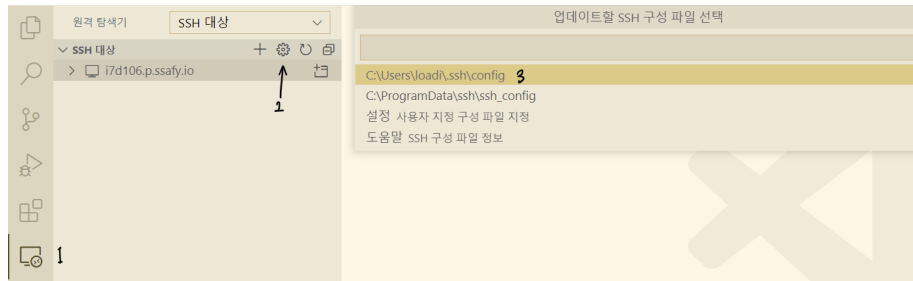 원격 탐색기 SSH 대상
SSH 대상
i7d106.p.ssafy.io
1
2
업데이트할 SSH 구성 파일 선택
C:\Users\loadi\.ssh\config 3
C:\ProgramData\ssh\ssh_config
설정 사용자 지정 구성 파일 지정
도움말 SSH 구성 파일 정보